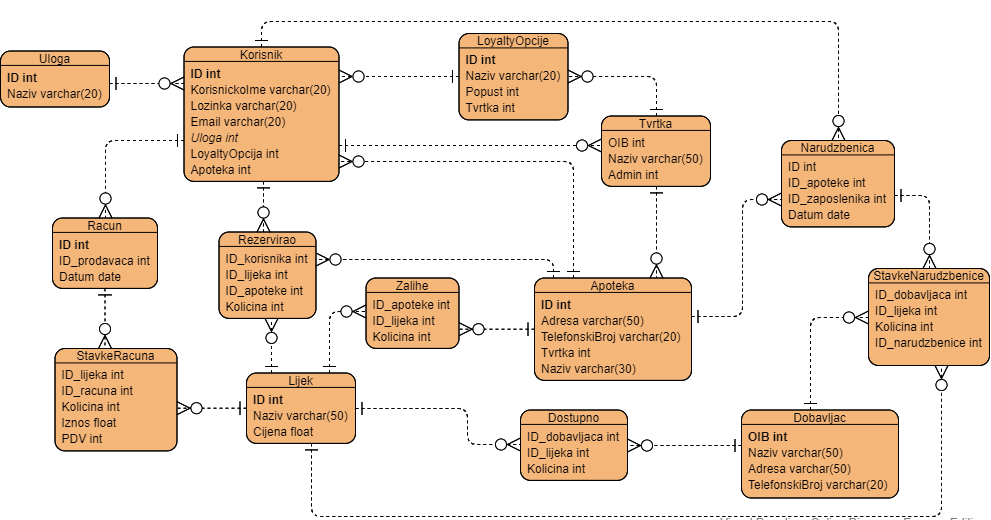 Uloga
ID int
Naziv varchar(20)
Korisnik
ID int
KorisnickoIme varchar(20)
Lozinka varchar(20)
Email varchar(20)
Uloga int
LoyaltyOpcija int
Apoteka int
LoyaltyOpcije
ID int
Naziv varchar(20)
Popust int
Tvrtka int
Tvrtka
OIB int
Naziv varchar(50)
Admin int
Narudzbenica
ID int
ID_apoteke int
ID_zaposlenika int
Datum date
Racun
ID int
ID_prodavaca int
Datum date
Rezervirao
ID_korisnika int
ID_lijeka int
ID_apoteke int
Kolicina int
Zalihe
ID_apoteke int
ID_lijeka int
Kolicina int
Apoteka
ID int
Adresa varchar(50)
TelefonskiBroj varchar(20)
Tvrtka int
Naziv varchar(30)
StavkeNarudzbenice
ID_dobavljaca int
ID_lijeka int
Kolicina int
ID_narudzbenice int
StavkeRacuna
ID_lijeka int
ID_racuna int
Kolicina int
Iznos float
PDV int
Lijek
ID int
Naziv varchar(50)
Cijena float
Dostupno
ID_dobavljaca int
ID_lijeka int
Kolicina int
Dobavljac
OIB int
Naziv varchar(50)
Adresa varchar(50)
TelefonskiBroj varchar(20)